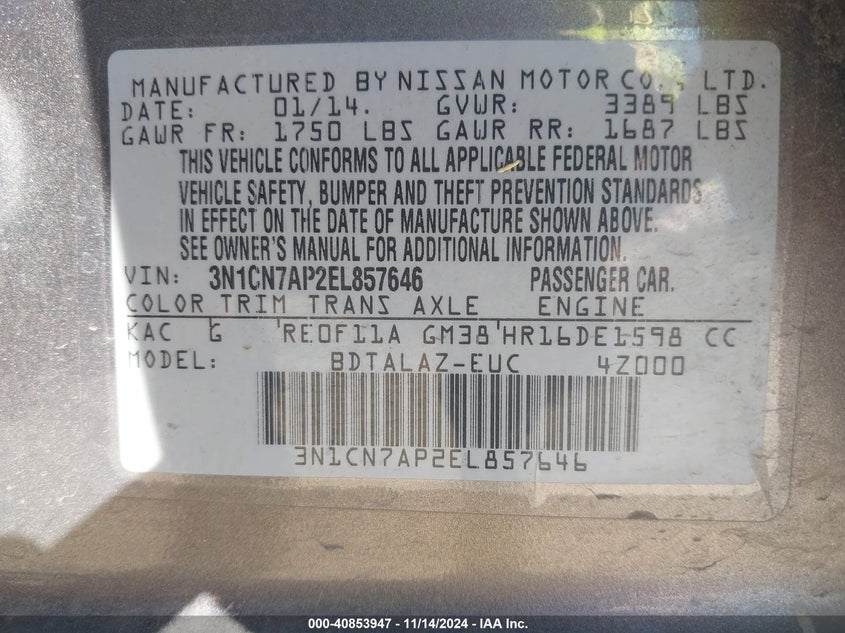 MANUFACTURED BY NISSAN MOTOR CO., LTD.
DATE: 01/14. GVWR: 3389 LBS
GAWR FR: 1750 LBS GAWR RR: 1687 LBS
THIS VEHICLE CONFORMS TO ALL APPLICABLE FEDERAL MOTOR
VEHICLE SAFETY, BUMPER AND THEFT PREVENTION STANDARDS
IN EFFECT ON THE DATE OF MANUFACTURE SHOWN ABOVE.
SEE OWNER'S MANUAL FOR ADDITIONAL INFORMATION.
VIN: 3N1CN7AP2EL857646 PASSENGER CAR.
COLOR TRIM TRANS AXLE ENGINE
KAC G 'RE0F11A GM38'HR16DE1598 CC
MODEL: BDTALAZ-EUC 4Z000
3N1CN7AP2EL857646
000-40853947 - 11/14/2024 - IAA Inc.